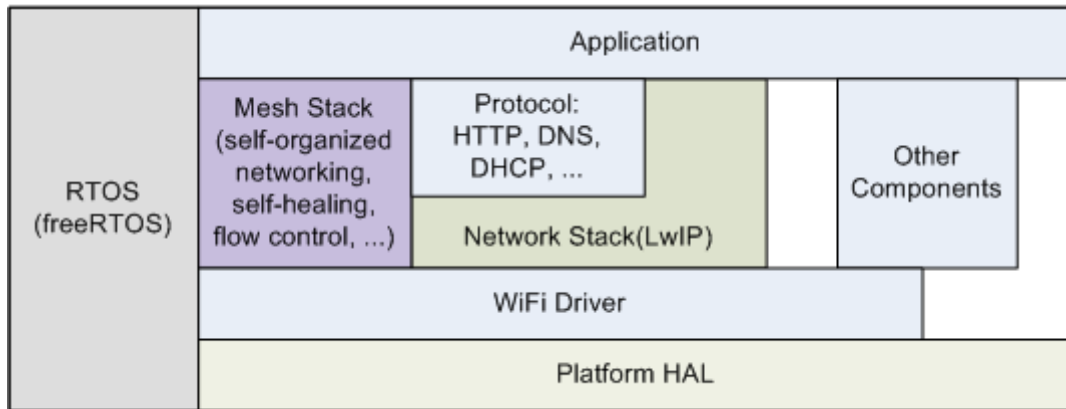 Application
Mesh Stack
(self-organized
networking,
self-healing,
flow control, ...)
Protocol:
HTTP, DNS,
DHCP, ...
Network Stack(LwIP)
Other
Components
RTOS
(freeRTOS)
WiFi Driver
Platform HAL